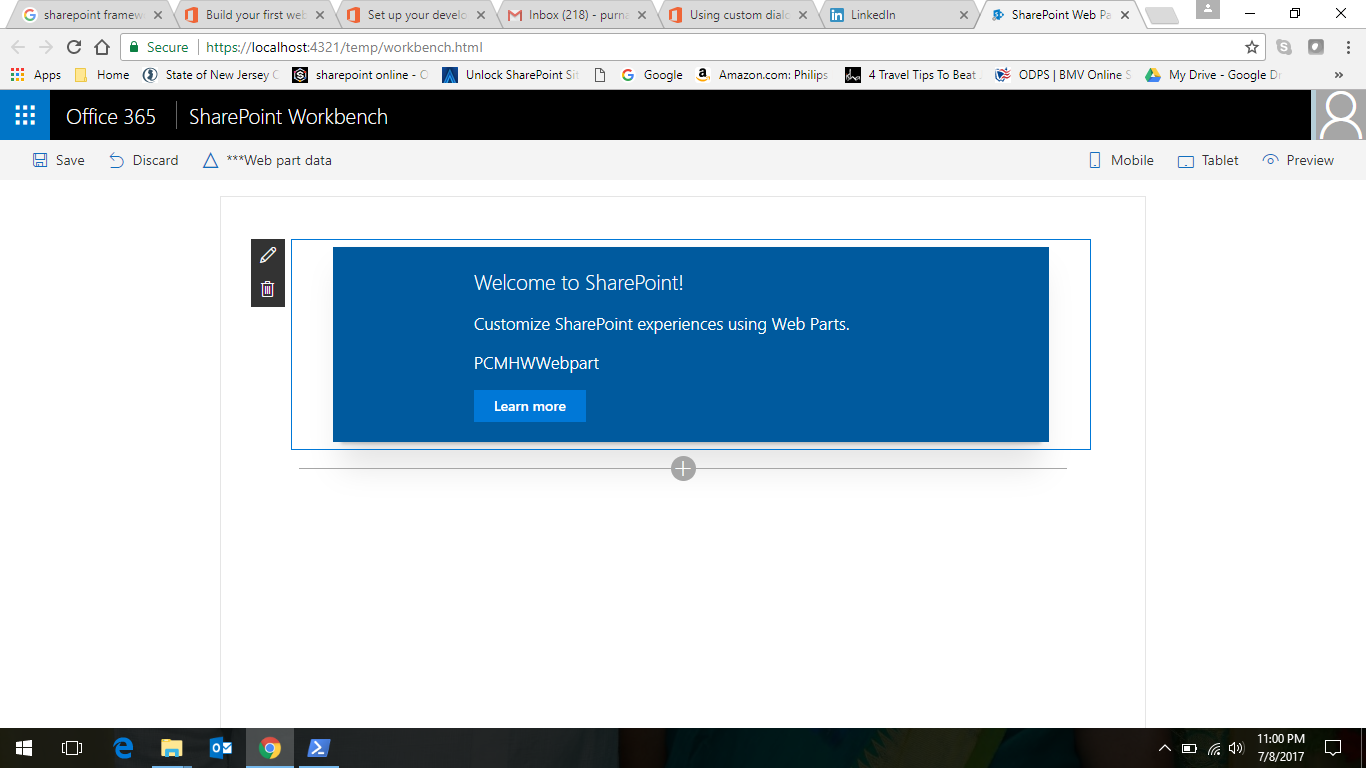 sharepoint framew
Build your first web
Set up your develo
Inbox (218) - purna
Using custom dialo
LinkedIn
SharePoint Web Pa
Secure
https://localhost:4321/temp/workbench.html
Apps
Home
State of New Jersey C
sharepoint online - O
Unlock SharePoint Sit
Google
Amazon.com: Philips
4 Travel Tips To Beat
ODPS | BMV Online S
My Drive - Google Dr
»
Office 365
SharePoint Workbench
Save
Discard
***Web part data
Mobile
Tablet
Preview
Welcome to SharePoint!
Customize SharePoint experiences using Web Parts.
PCMHWWebpart
Learn more
11:00 PM
7/8/2017